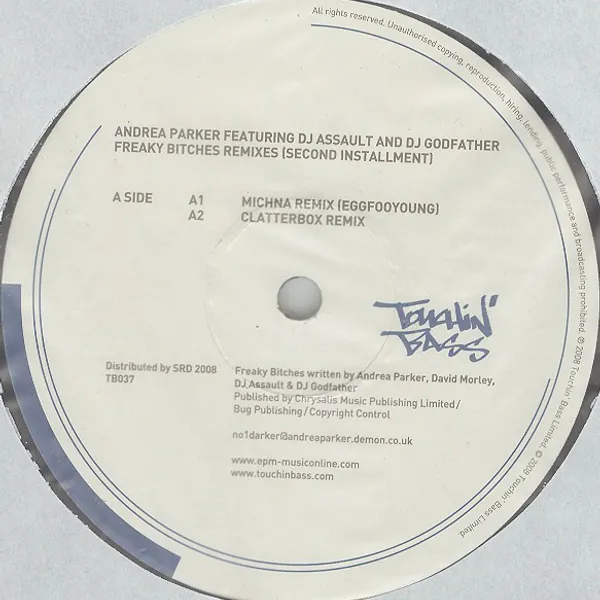 All rights reserved. Unauthorised copying, reproduction, hiring, lending, public performance and broadcasting prohibited. ℗ 2008 Touchin' Bass Limited. © 2008 Touchin' Bass Limited.
ANDREA PARKER FEATURING DJ ASSAULT AND DJ GODFATHER
FREAKY BITCHES REMIXES (SECOND INSTALLMENT)
A SIDE A1 MICHNA REMIX (EGGFOOYOUNG)
A2 CLATTERBOX REMIX
TOUCHIN'
BASS
Distributed by SRD 2008
TB037
Freaky Bitches written by Andrea Parker, David Morley,
DJ Assault & DJ Godfather
Published by Chrysalis Music Publishing Limited/
Bug Publishing/Copyright Control
no1darker@andreaparker.demon.co.uk
www.epm-musiconline.com
www.touchinbass.com